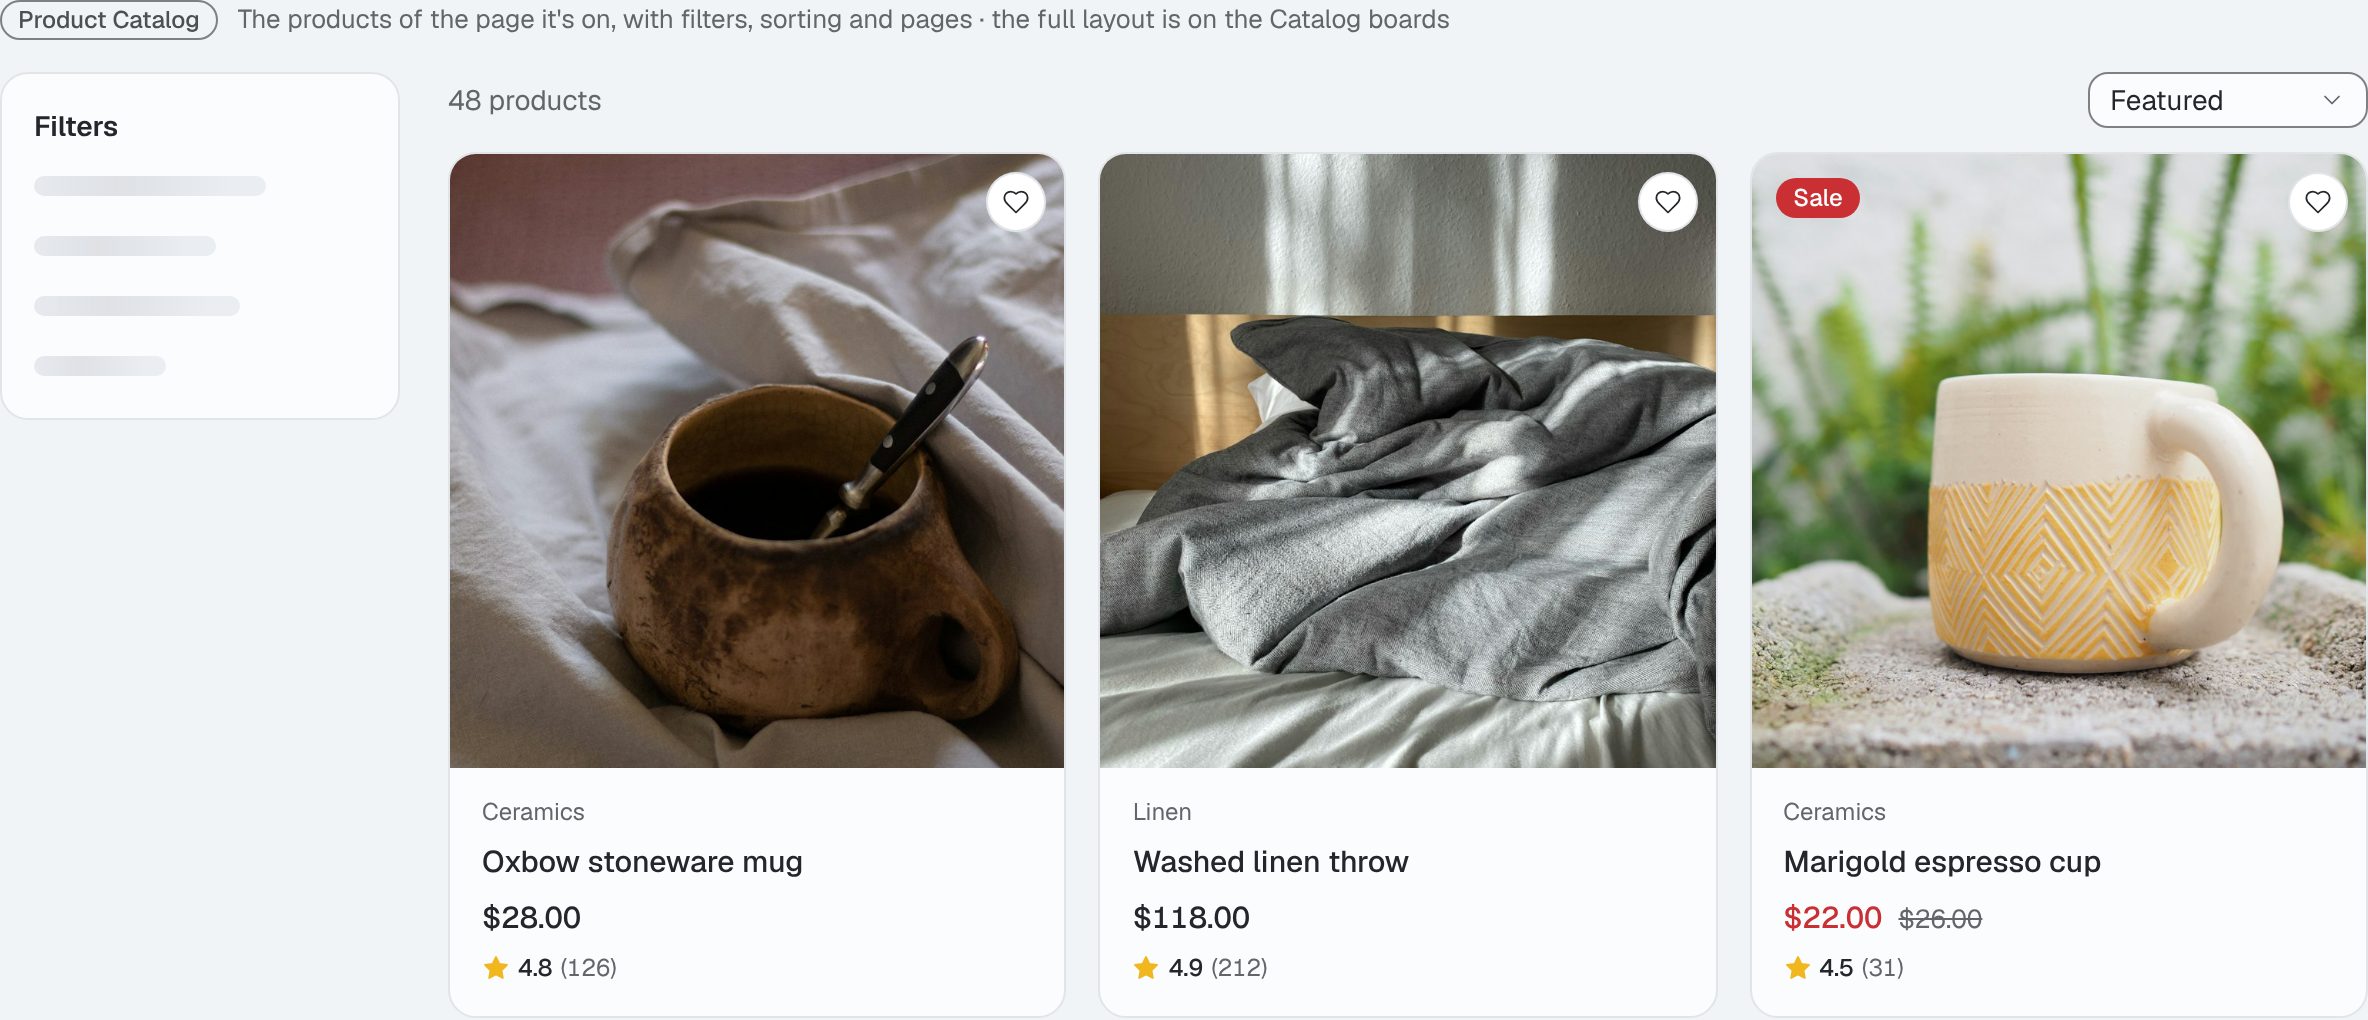 Product Catalog
The products of the page it's on, with filters, sorting and pages · the full layout is on the Catalog boards
Filters
48 products
Featured
Ceramics
Oxbow stoneware mug
$28.00
4.8 (126)
Linen
Washed linen throw
$118.00
4.9 (212)
Sale
Ceramics
Marigold espresso cup
$22.00 $26.00
4.5 (31)